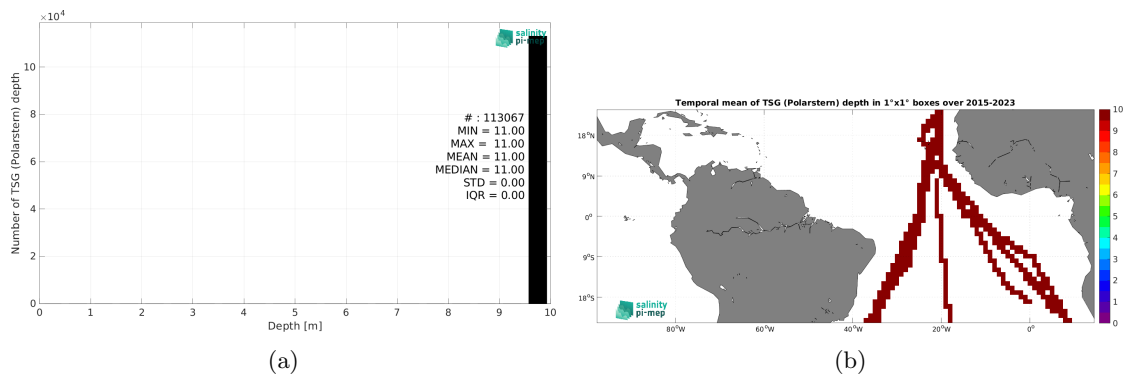 ×10⁴
salinity
pi-mep
Number of TSG (Polarstern) depth
10
8
6
4
2
0
# : 113067
MIN = 11.00
MAX = 11.00
MEAN = 11.00
MEDIAN = 11.00
STD = 0.00
IQR = 0.00
0 1 2 3 4 5 6 7 8 9 10
Depth [m]
(a)
Temporal mean of TSG (Polarstern) depth in 1°x1° boxes over 2015-2023
18°N
9°N
0°
9°S
18°S
80°W 60°W 40°W 20°W 0°
salinity
pi-mep
10
9
8
7
6
5
4
3
2
1
0
(b)